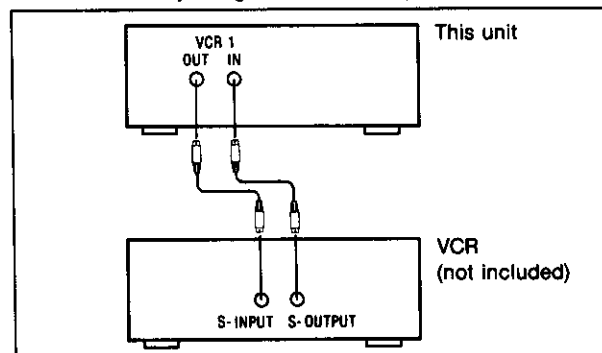 This unit
VCR 1
OUT IN
VCR
(not included)
S-INPUT S-OUTPUT